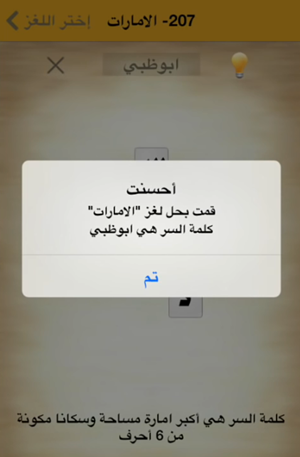 207- الامارات
إختر اللغز
ابوظبي
أحسنت
قمت بحل لغز "الامارات"
كلمة السر هي ابوظبي
تم
كلمة السر هي أكبر امارة مساحة وسكانا مكونة
من 6 أحرف